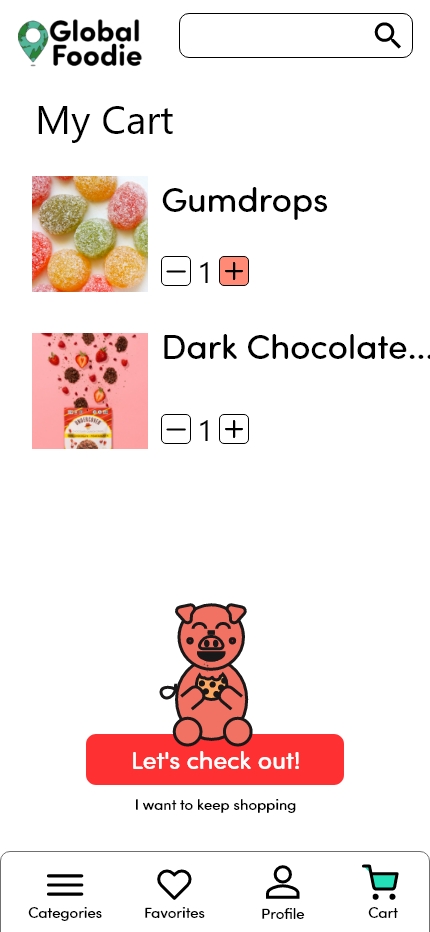 Global
Foodie
My Cart
Gumdrops
1
Dark Chocolate...
1
Let's check out!
I want to keep shopping
Categories
Favorites
Profile
Cart